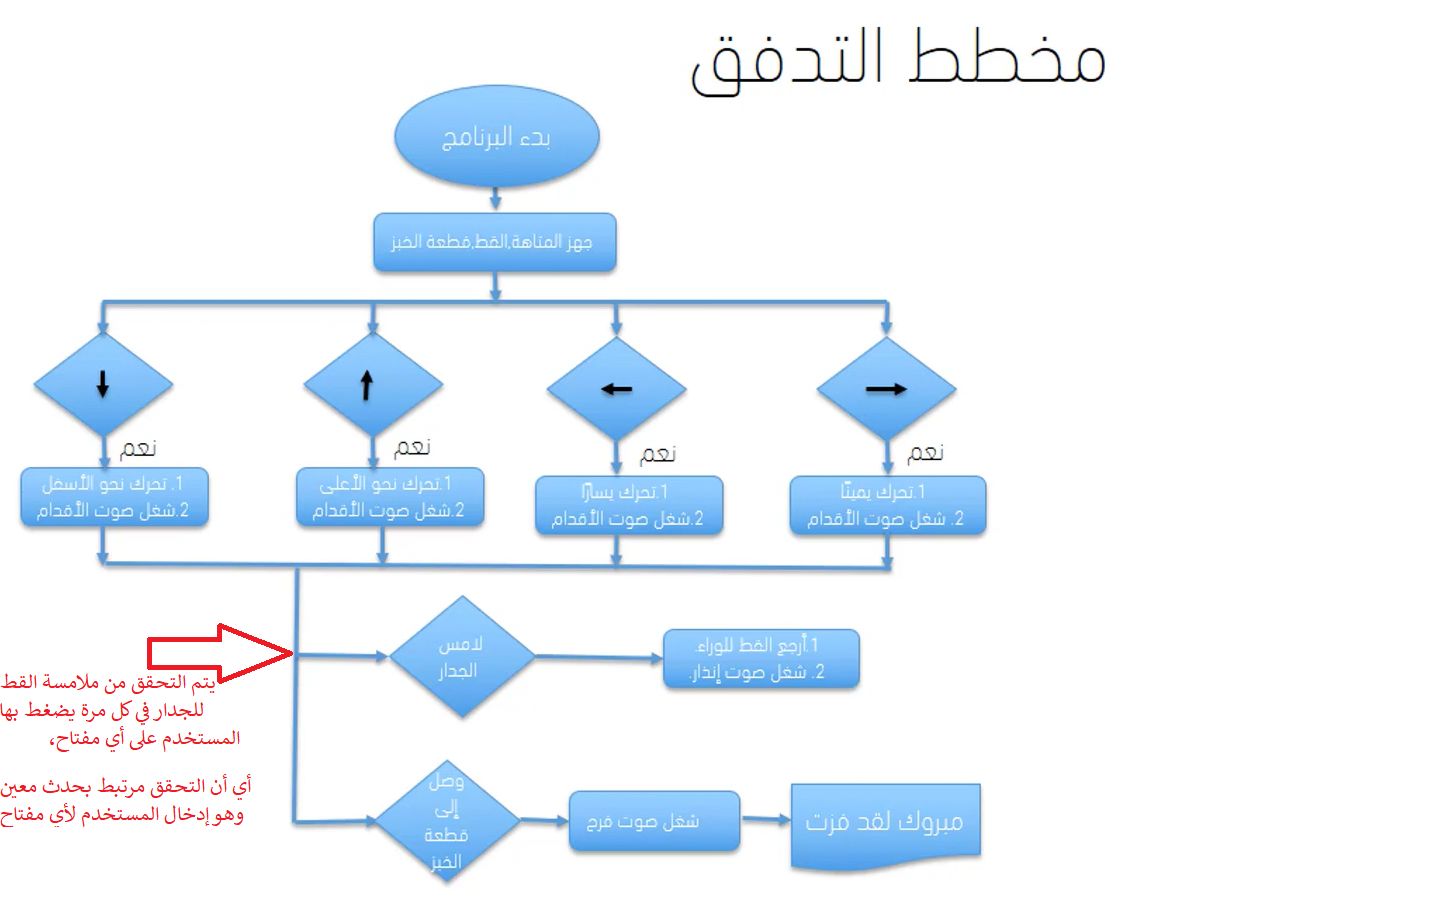 مخطط التدفق
بدء البرنامج
جهز المتاهة,القط,قطعة الخبز
نعم
نعم
نعم
نعم
1.تحرك يمينًا
2. شغل صوت الأقدام
1.تحرك يسارًا
2.شغل صوت الأقدام
1.تحرك نحو الأعلى
2.شغل صوت الأقدام
1. تحرك نحو الأسفل
2.شغل صوت الأقدام
لامس
الجدار
1.أرجع القط للوراء.
2. شغل صوت إنذار.
يتم التحقق من ملامسة القط
للجدار في كل مرة يضغط بها
المستخدم على أي مفتاح،
أي أن التحقق مرتبط بحدث معين
وهو إدخال المستخدم لأي مفتاح
وصل
إلى
قطعة
الخبز
شغل صوت فرح
مبروك لقد فزت